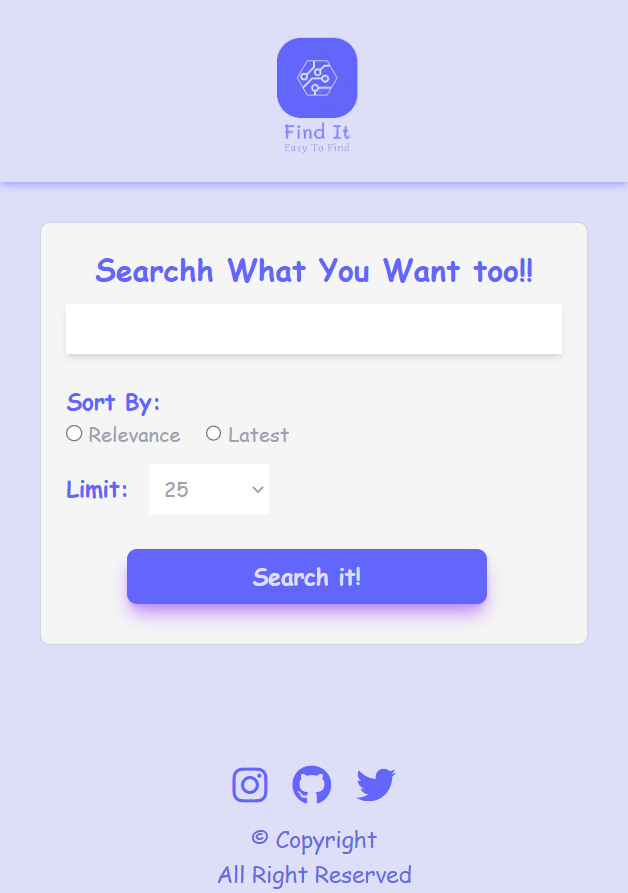 Find It
Easy To Find
Searchh What You Want too!!
Sort By:
Relevance Latest
Limit: 25
Search it!
© Copyright
All Right Reserved